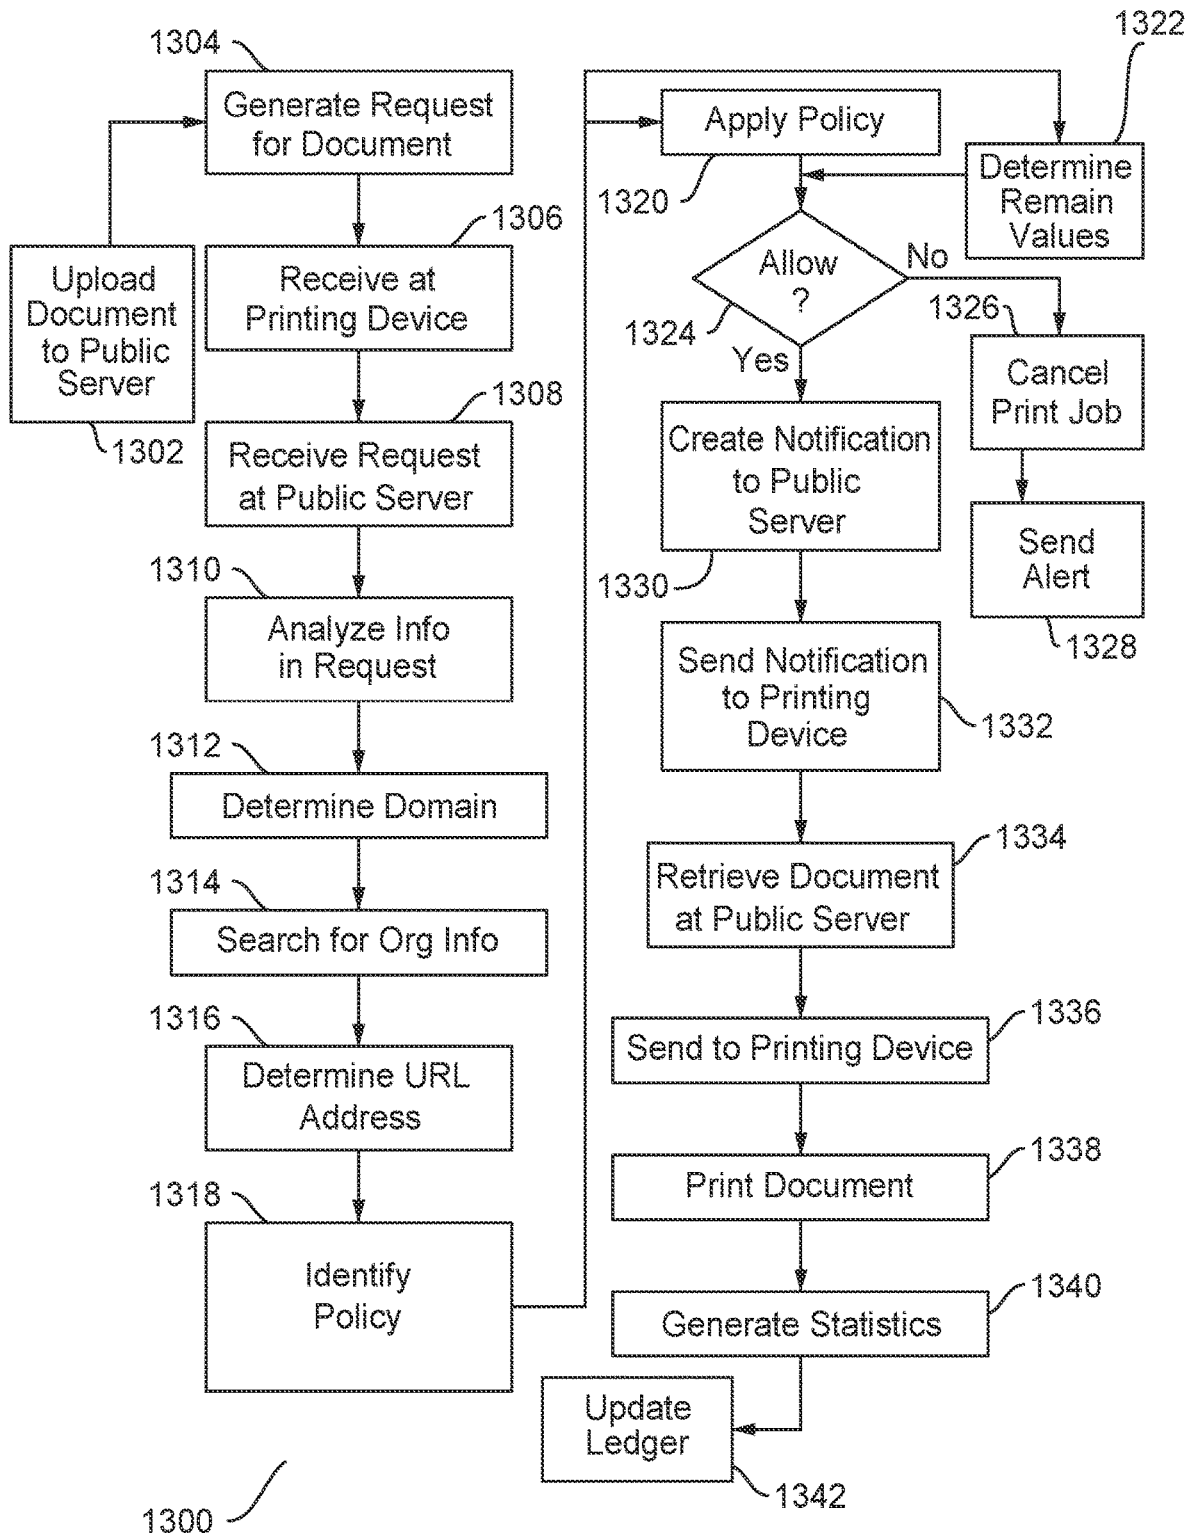 1304
Generate Request
for Document
1306
Receive at
Printing Device
Upload
Document
to Public
Server
1302
1308
Receive Request
at Public Server
1310
Analyze Info
in Request
1312
Determine Domain
1314
Search for Org Info
1316
Determine URL
Address
1318
Identify
Policy
1300
Apply Policy
1320
1322
Determine
Remain
Values
Allow
?
1324
No
Yes
1326
Cancel
Print Job
Send
Alert
1328
Create Notification
to Public
Server
1330
Send Notification
to Printing
Device
1332
1334
Retrieve Document
at Public Server
1336
Send to Printing Device
1338
Print Document
1340
Generate Statistics
Update
Ledger
1342